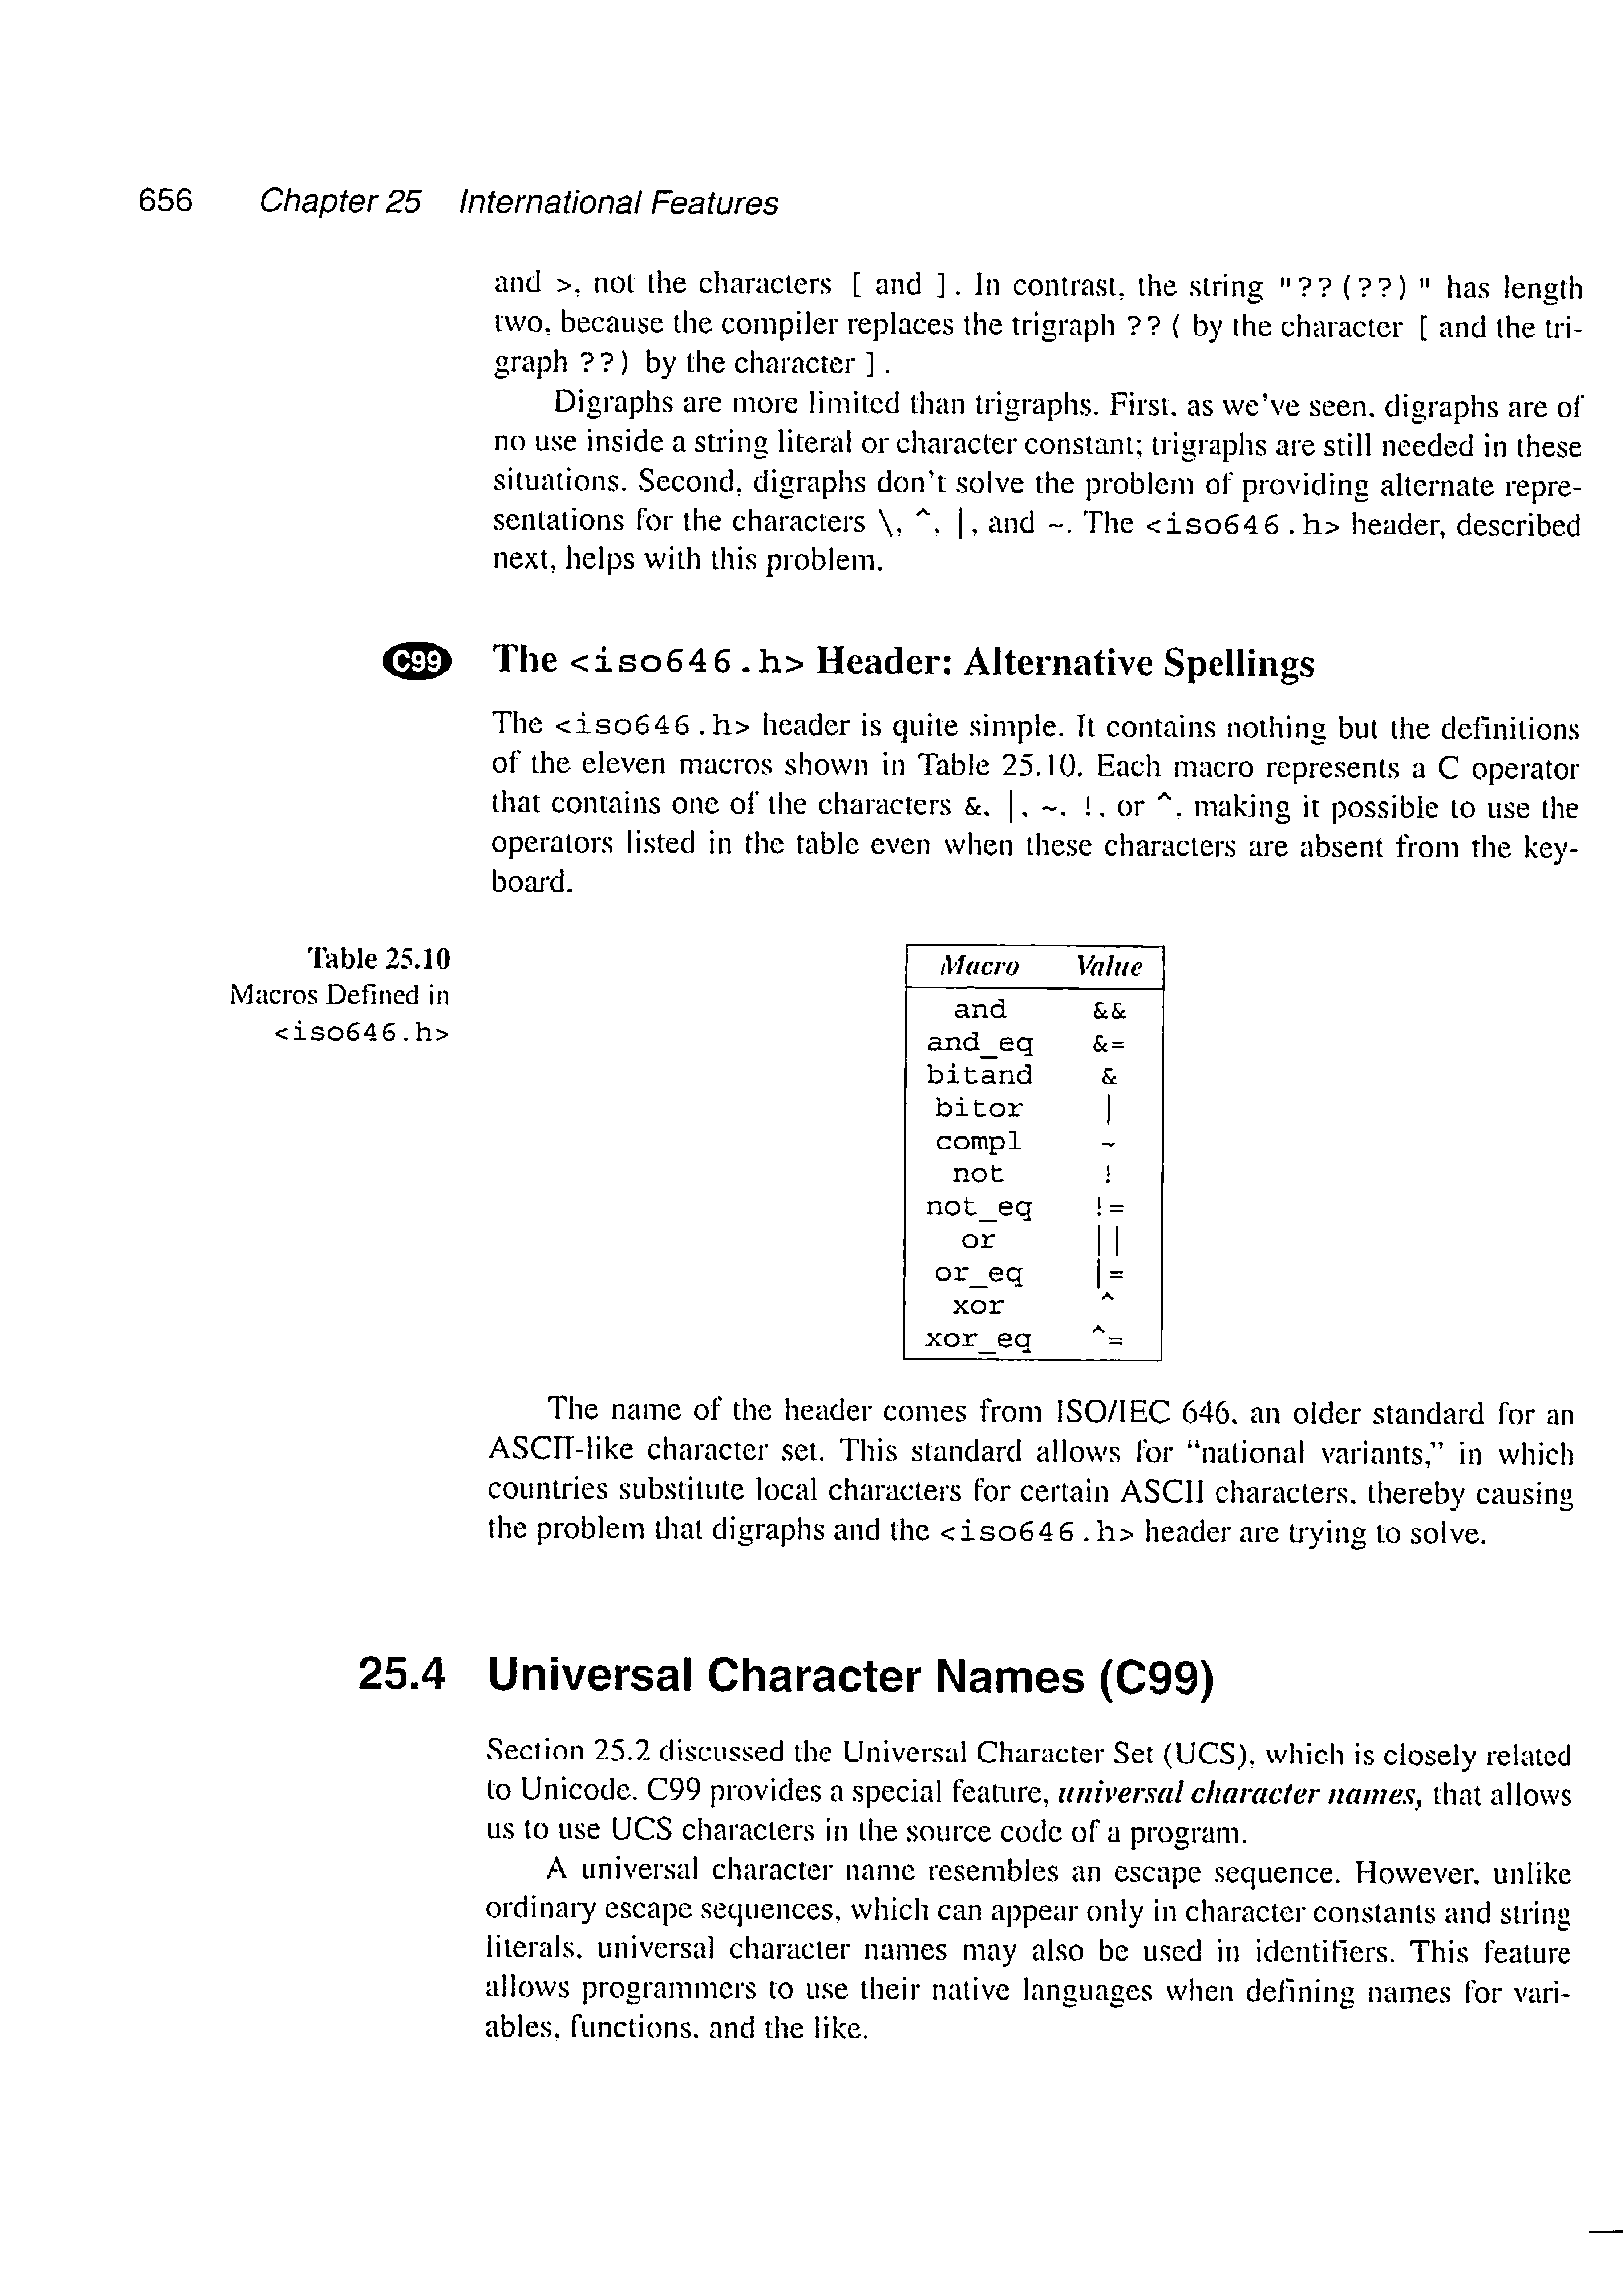 656 Chapter 25 International Features
and >, not the characters [ and ]. In contrast, the string "??(??)" has length
two, because the compiler replaces the trigraph ??( by the character [ and the tri-
graph ??) by the character ].
Digraphs are more limited than trigraphs. First, as we've seen, digraphs are of
no use inside a string literal or character constant; trigraphs are still needed in these
situations. Second, digraphs don't solve the problem of providing alternate repre-
sentations for the characters \, ^, |, and ~. The <iso646.h> header, described
next, helps with this problem.
C99 The <iso646.h> Header: Alternative Spellings
The <iso646.h> header is quite simple. It contains nothing but the definitions
of the eleven macros shown in Table 25.10. Each macro represents a C operator
that contains one of the characters &, |, ~, !, or ^, making it possible to use the
operators listed in the table even when these characters are absent from the key-
board.
Table 25.10
Macros Defined in
<iso646.h>
Macro Value
and &&
and_eq &=
bitand &
bitor |
compl ~
not !
not_eq !=
or ||
or_eq |=
xor ^
xor_eq ^=
The name of the header comes from ISO/IEC 646, an older standard for an
ASCII-like character set. This standard allows for "national variants," in which
countries substitute local characters for certain ASCII characters, thereby causing
the problem that digraphs and the <iso646.h> header are trying to solve.
25.4 Universal Character Names (C99)
Section 25.2 discussed the Universal Character Set (UCS), which is closely related
to Unicode. C99 provides a special feature, universal character names, that allows
us to use UCS characters in the source code of a program.
A universal character name resembles an escape sequence. However, unlike
ordinary escape sequences, which can appear only in character constants and string
literals, universal character names may also be used in identifiers. This feature
allows programmers to use their native languages when defining names for vari-
ables, functions, and the like.